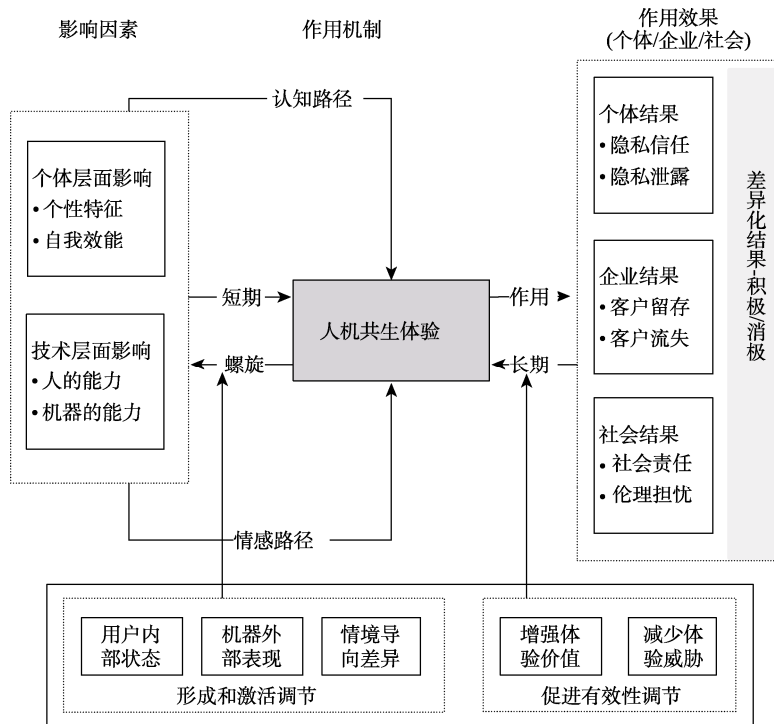 影响因素
作用机制
作用效果
(个体/企业/社会)
认知路径
个体层面影响
•个性特征
•自我效能
技术层面影响
•人的能力
•机器的能力
短期
螺旋
人机共生体验
作用
长期
情感路径
个体结果
•隐私信任
•隐私泄露
企业结果
•客户留存
•客户流失
社会结果
•社会责任
•伦理担忧
差异化结果-积极/消极
用户内
部状态
机器外
部表现
情境导
向差异
形成和激活调节
增强体
验价值
减少体
验威胁
促进有效性调节